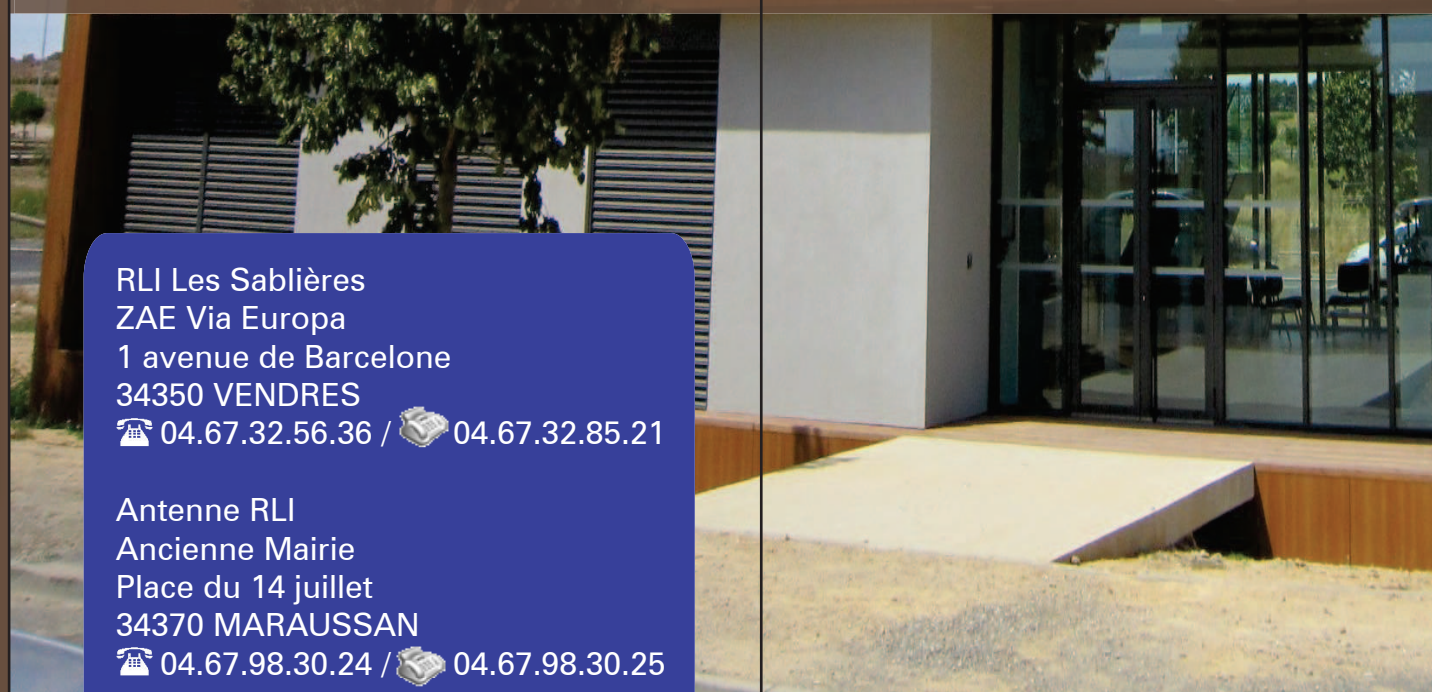 RLI Les Sablières
ZAE Via Europa
1 avenue de Barcelone
34350 VENDRES
☎ 04.67.32.56.36 / 04.67.32.85.21
Antenne RLI
Ancienne Mairie
Place du 14 juillet
34370 MARAUSSAN
☎ 04.67.98.30.24 / 04.67.98.30.25